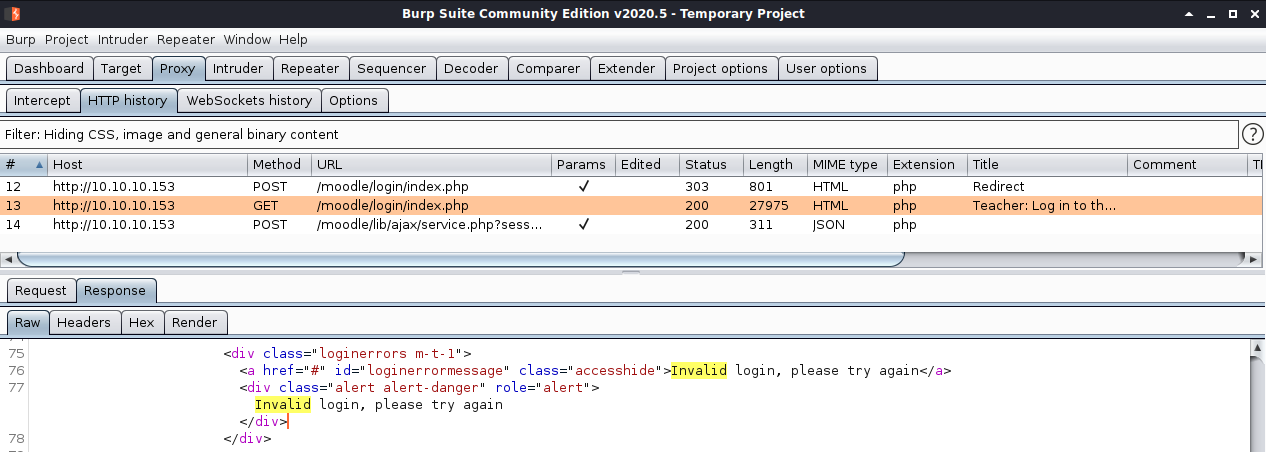 Burp Suite Community Edition v2020.5 - Temporary Project
Burp Project Intruder Repeater Window Help
Dashboard Target Proxy Intruder Repeater Sequencer Decoder Comparer Extender Project options User options
Intercept HTTP history WebSockets history Options
Filter: Hiding CSS, image and general binary content ?
# Host Method URL Params Edited Status Length MIME type Extension Title Comment
12 http://10.10.10.153 POST /moodle/login/index.php ✓ 303 801 HTML php Redirect
13 http://10.10.10.153 GET /moodle/login/index.php 200 27975 HTML php Teacher: Log in to th...
14 http://10.10.10.153 POST /moodle/lib/ajax/service.php?sess... ✓ 200 311 JSON php
Request Response
Raw Headers Hex Render
75 <div class="loginerrors m-t-1">
76 <a href="#" id="loginerrormessage" class="accesshide">Invalid login, please try again</a>
77 <div class="alert alert-danger" role="alert">
Invalid login, please try again
</div>
78 </div>